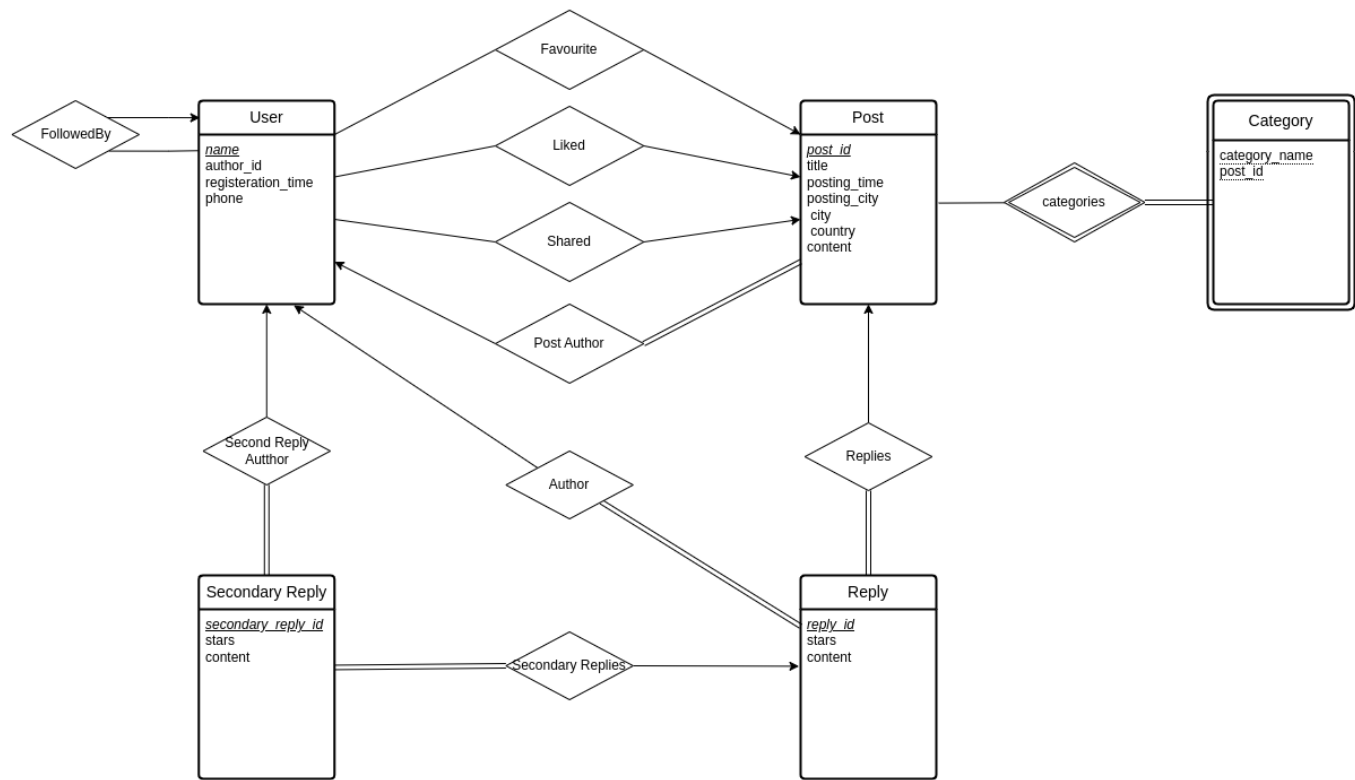 Favourite
FollowedBy
User
name
author_id
registeration_time
phone
Liked
Shared
Post Author
Post
post_id
title
posting_time
posting_city
city
country
content
categories
Category
category_name
post_id
Second Reply
Autthor
Author
Replies
Secondary Reply
secondary_reply_id
stars
content
Secondary Replies
Reply
reply_id
stars
content